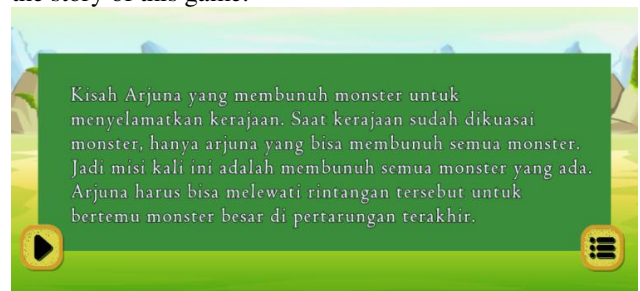 the story of this game.
Kisah Arjuna yang membunuh monster untuk
menyelamatkan kerajaan. Saat kerajaan sudah dikuasai
monster, hanya arjuna yang bisa membunuh semua monster.
Jadi misi kali ini adalah membunuh semua monster yang ada.
Arjuna harus bisa melewati rintangan tersebut untuk
bertemu monster besar di pertarungan terakhir.